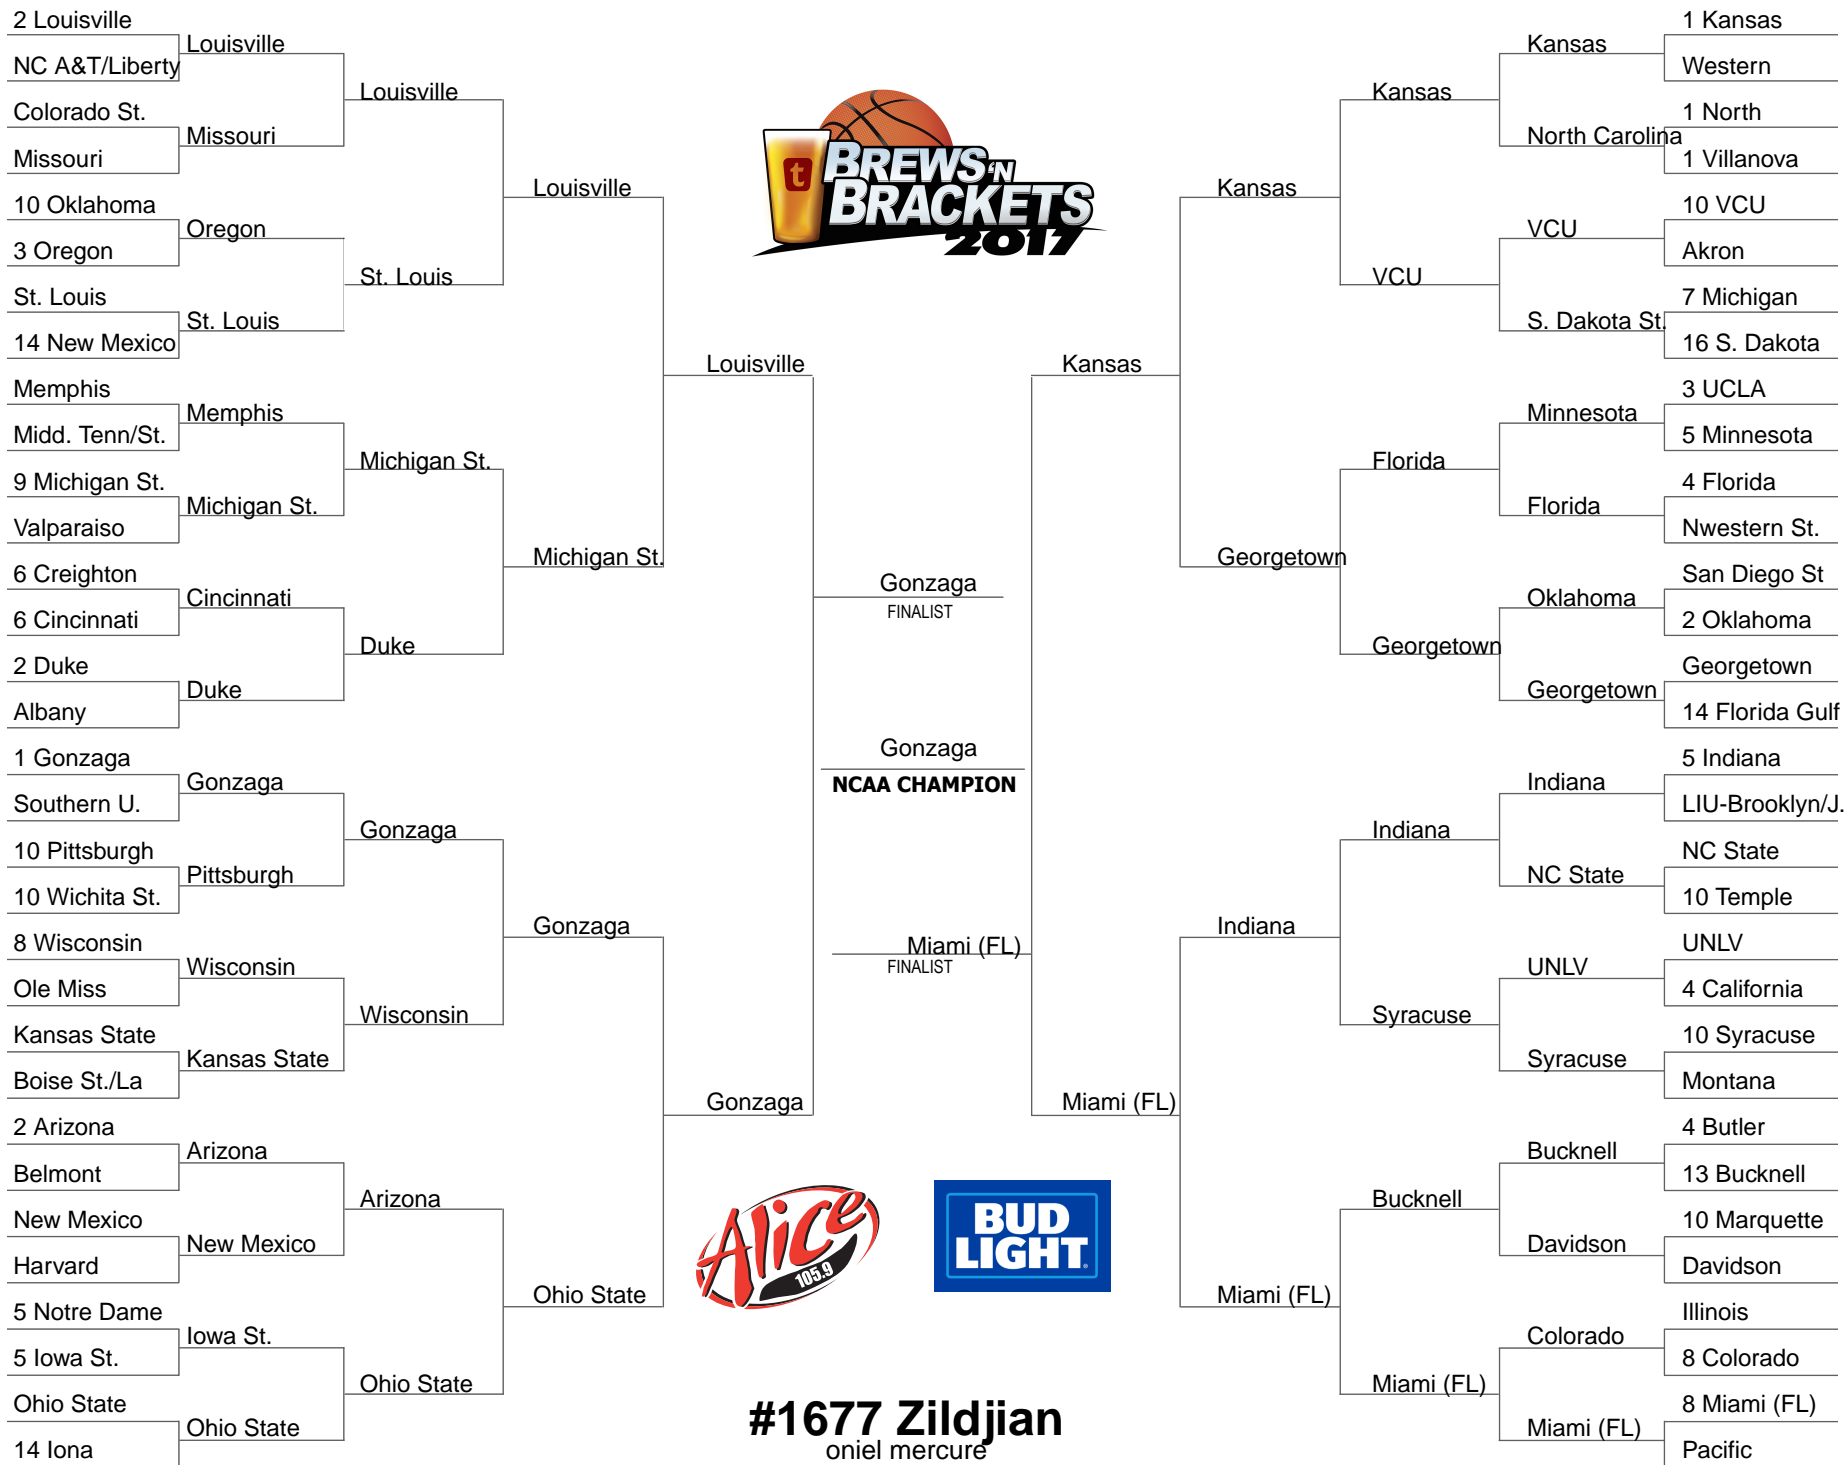 2 Louisville
NC A&T/Liberty
Colorado St.
Missouri
10 Oklahoma
3 Oregon
St. Louis
14 New Mexico
Memphis
Midd. Tenn/St.
9 Michigan St.
Valparaiso
6 Creighton
6 Cincinnati
2 Duke
Albany
1 Gonzaga
Southern U.
10 Pittsburgh
10 Wichita St.
8 Wisconsin
Ole Miss
Kansas State
Boise St./La
2 Arizona
Belmont
New Mexico
Harvard
5 Notre Dame
5 Iowa St.
Ohio State
14 Iona
Louisville
Missouri
Oregon
St. Louis
Memphis
Michigan St.
Cincinnati
Duke
Gonzaga
Pittsburgh
Wisconsin
Kansas State
Arizona
New Mexico
Iowa St.
Ohio State
Louisville
St. Louis
Michigan St.
Duke
Gonzaga
Wisconsin
Arizona
Ohio State
Louisville
Michigan St.
Gonzaga
Ohio State
Louisville
Gonzaga
t
BREWS 'N
BRACKETS
2017
Gonzaga
FINALIST
Gonzaga
NCAA CHAMPION
Miami (FL)
FINALIST
Alice
105.9
BUD
LIGHT
#1677 Zildjian
oniel mercure
Kansas
Miami (FL)
Kansas
Georgetown
Indiana
Miami (FL)
Kansas
VCU
Florida
Georgetown
Indiana
Syracuse
Bucknell
Miami (FL)
Kansas
North Carolina
VCU
S. Dakota St.
Minnesota
Florida
Oklahoma
Georgetown
Indiana
NC State
UNLV
Syracuse
Bucknell
Davidson
Colorado
Miami (FL)
1 Kansas
Western
1 North
1 Villanova
10 VCU
Akron
7 Michigan
16 S. Dakota
3 UCLA
5 Minnesota
4 Florida
Nwestern St.
San Diego St
2 Oklahoma
Georgetown
14 Florida Gulf
5 Indiana
LIU-Brooklyn/J.
NC State
10 Temple
UNLV
4 California
10 Syracuse
Montana
4 Butler
13 Bucknell
10 Marquette
Davidson
Illinois
8 Colorado
8 Miami (FL)
Pacific